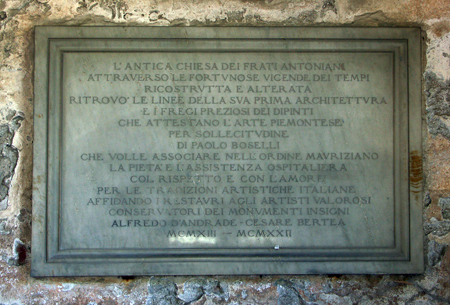 L'ANTICA CHIESA DEI FRATI ANTONIANI
ATTRAVERSO LE FORTVNOSE VICENDE DEI TEMPI
RICOSTRVTTA E ALTERATA
RITROVO' LE LINEE DELLA SVA PRIMA ARCHITETTVRA
E I FREGI PREZIOSI DEI DIPINTI
CHE ATTESTANO L'ARTE PIEMONTESE
PER SOLLECITVDINE
DI PAOLO BOSELLI
CHE VOLLE ASSOCIARE NELL'ORDINE MAVRIZIANO
LA PIETA' E L'ASSISTENZA OSPITALIERA
COL RISPETTO E CON L'AMORE
PER LE TRADIZIONI ARTISTICHE ITALIANE
AFFIDANDO I RESTAVRI AGLI ARTISTI VALOROSI
CONSERVATORI DEI MONVMENTI INSIGNI
ALFREDO D'ANDRADE - CESARE BERTEA
MCMXIII - MCMXXII